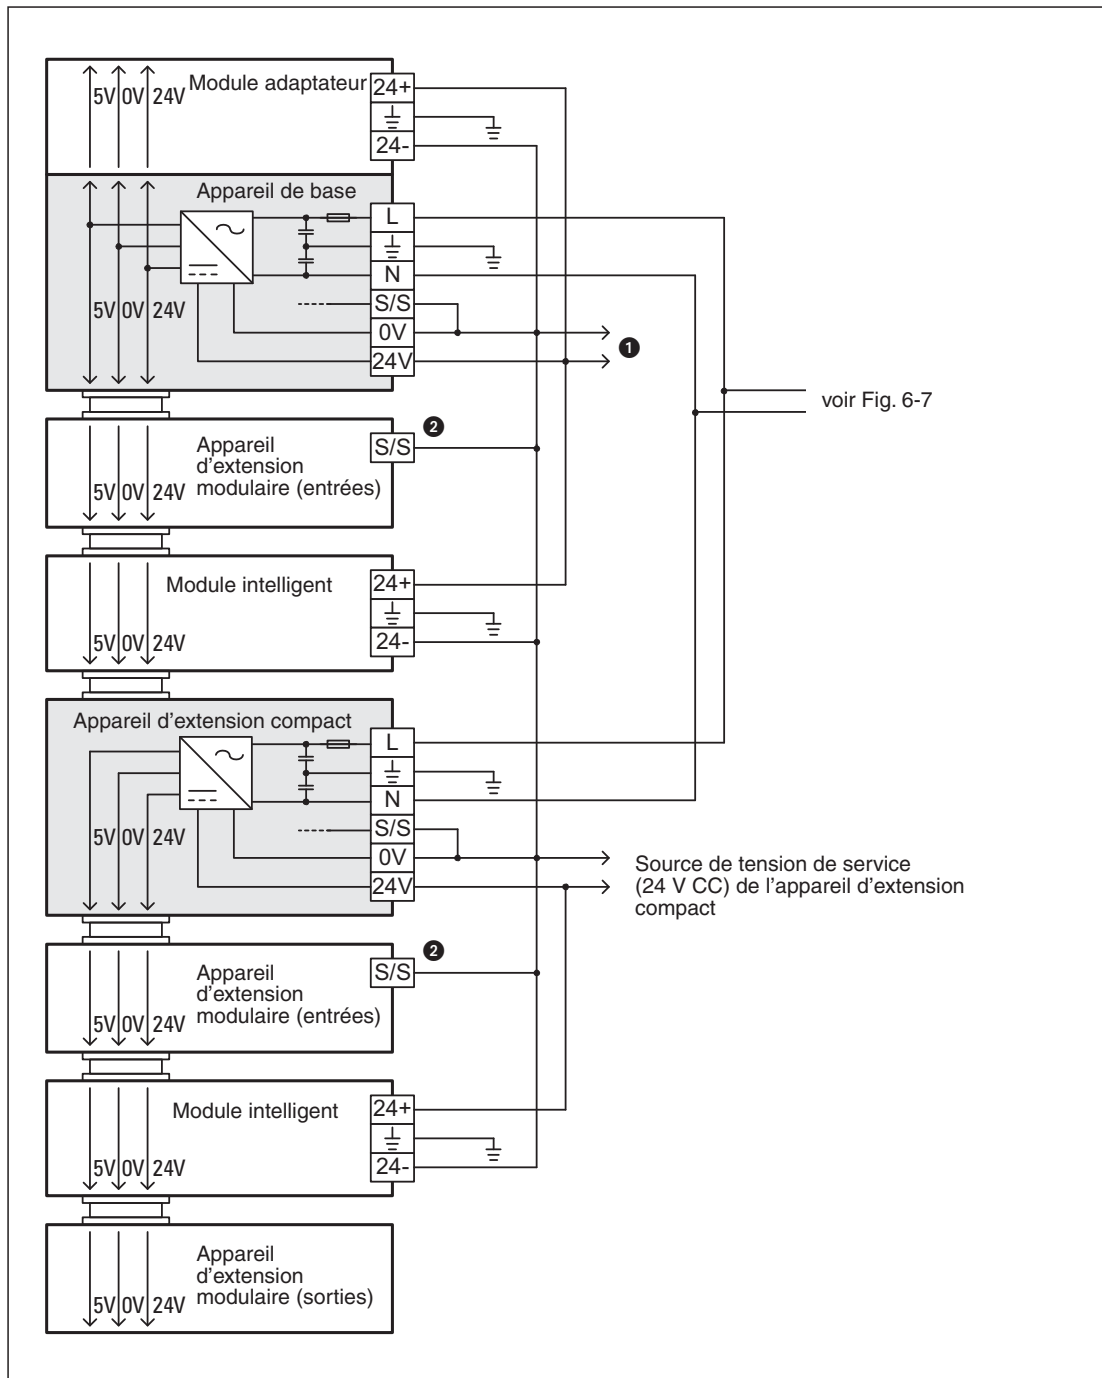 Module adaptateur
5V 0V 24V
24+
24-
Appareil de base
L
N
S/S
0V
24V
5V 0V 24V
❶
voir Fig. 6-7
Appareil
d'extension
modulaire (entrées)
5V 0V 24V
S/S
❷
Module intelligent
5V 0V 24V
24+
24-
Appareil d'extension compact
L
N
S/S
0V
24V
5V 0V 24V
Source de tension de service
(24 V CC) de l'appareil d'extension
compact
Appareil
d'extension
modulaire (entrées)
5V 0V 24V
S/S
❷
Module intelligent
5V 0V 24V
24+
24-
Appareil
d'extension
modulaire (sorties)
5V 0V 24V